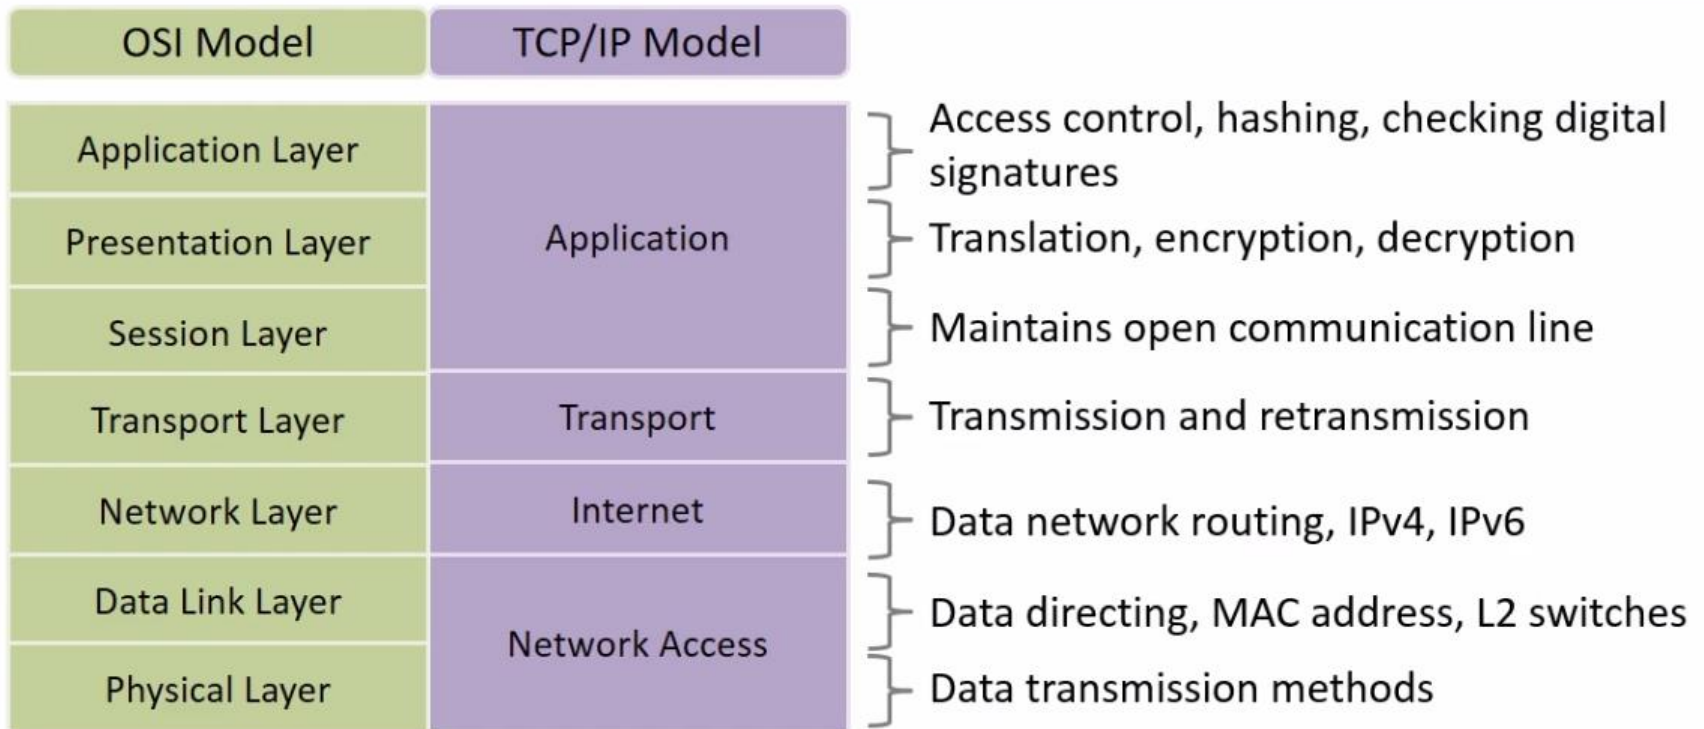 OSI Model
TCP/IP Model
Application Layer
Presentation Layer
Session Layer
Transport Layer
Network Layer
Data Link Layer
Physical Layer
Application
Transport
Internet
Network Access
Access control, hashing, checking digital
signatures
Translation, encryption, decryption
Maintains open communication line
Transmission and retransmission
Data network routing, IPv4, IPv6
Data directing, MAC address, L2 switches
Data transmission methods